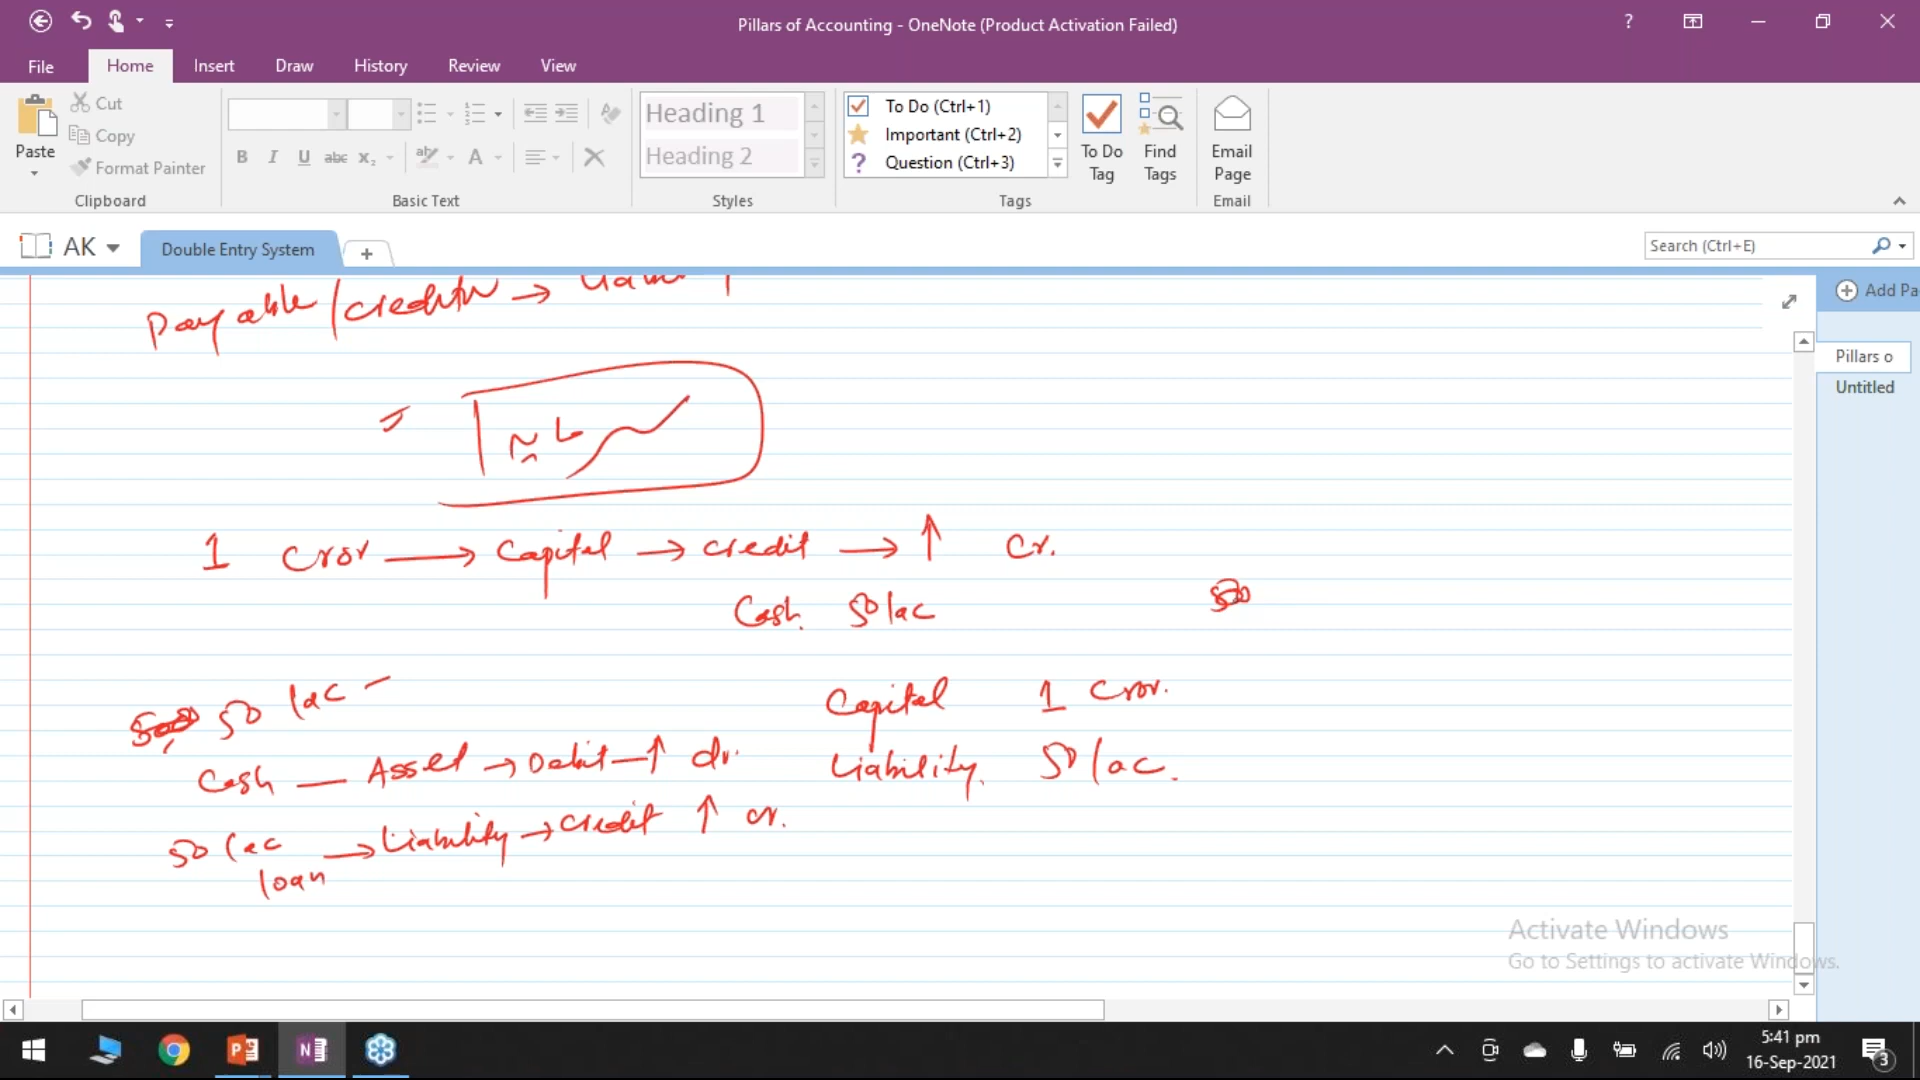 Pillars of Accounting - OneNote (Product Activation Failed)
?
File Home Insert Draw History Review View
Paste
Cut
Copy
Format Painter
Clipboard
B I U abc X₂ A
Basic Text
Heading 1
Heading 2
Styles
To Do (Ctrl+1)
Important (Ctrl+2)
? Question (Ctrl+3)
To Do Tag
Find Tags
Tags
Email Page
Email
AK Double Entry System +
Search (Ctrl+E)
Add Pa
Pillars o
Untitled
Payable/creditor →
1 Cror → Capital → credit → ↑ Cr.
Cash. 50 lac
50 lac -
Capital 1 Cror.
Cash — Asset → Debit → ↑ dr.
Liability. 50 lac.
50 lac loan → Liability → credit ↑ cr.
Activate Windows
Go to Settings to activate Windows.
5:41 pm
16-Sep-2021
3